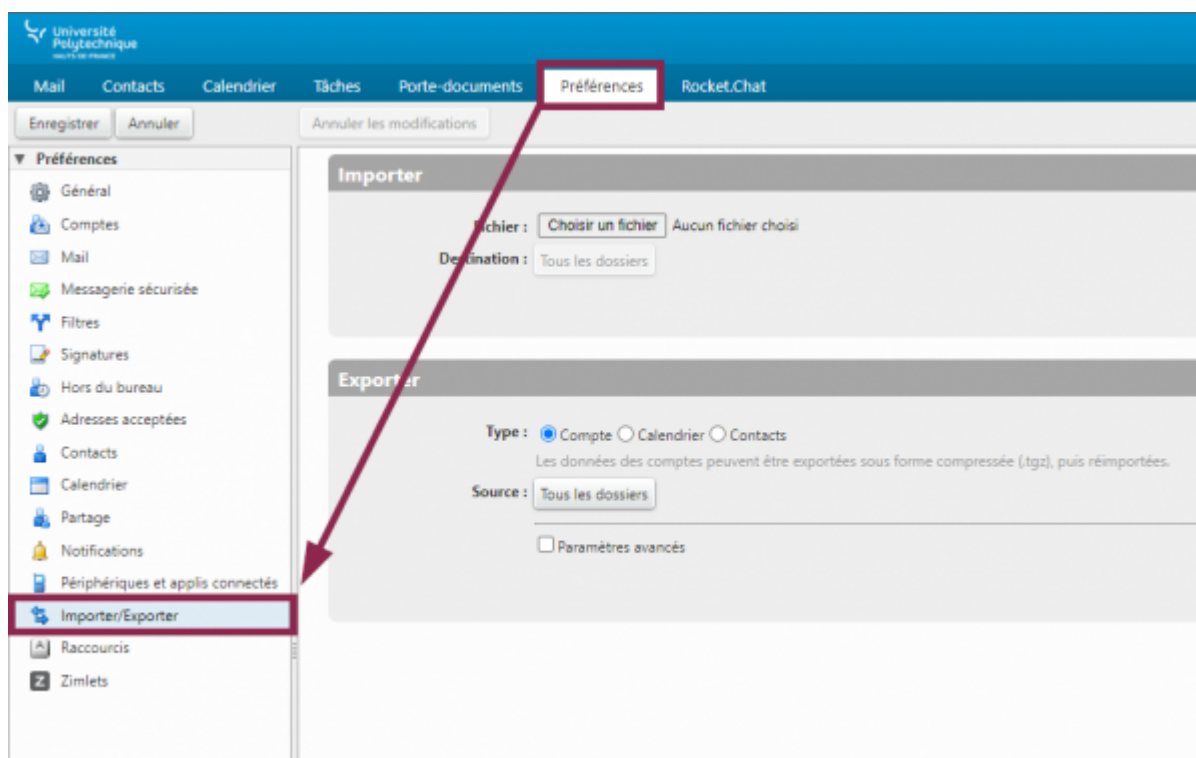 Université
Polytechnique
HAUTS-DE-FRANCE
Mail Contacts Calendrier Tâches Porte-documents Préférences Rocket.Chat
Enregistrer Annuler Annuler les modifications
Préférences
Général
Comptes
Mail
Messagerie sécurisée
Filtres
Signatures
Hors du bureau
Adresses acceptées
Contacts
Calendrier
Partage
Notifications
Périphériques et applis connectés
Importer/Exporter
Raccourcis
Zimlets
Importer
Fichier : Choisir un fichier Aucun fichier choisi
Destination : Tous les dossiers
Exporter
Type : Compte Calendrier Contacts
Les données des comptes peuvent être exportées sous forme compressée (.tgz), puis réimportées.
Source : Tous les dossiers
Paramètres avancés